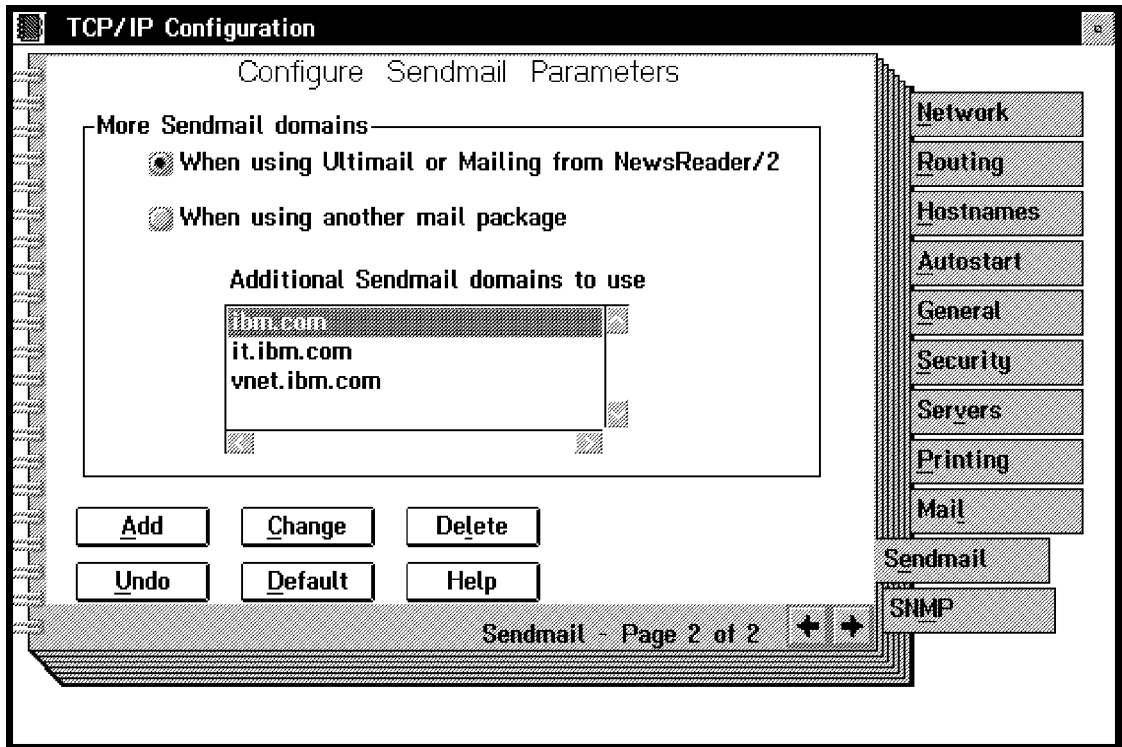 TCP/IP Configuration
Configure Sendmail Parameters
More Sendmail domains
When using Ultimail or Mailing from NewsReader/2
When using another mail package
Additional Sendmail domains to use
ibm.com
it.ibm.com
vnet.ibm.com
Add Change Delete
Undo Default Help
Sendmail - Page 2 of 2
Network
Routing
Hostnames
Autostart
General
Security
Servers
Printing
Mail
Sendmail
SNMP